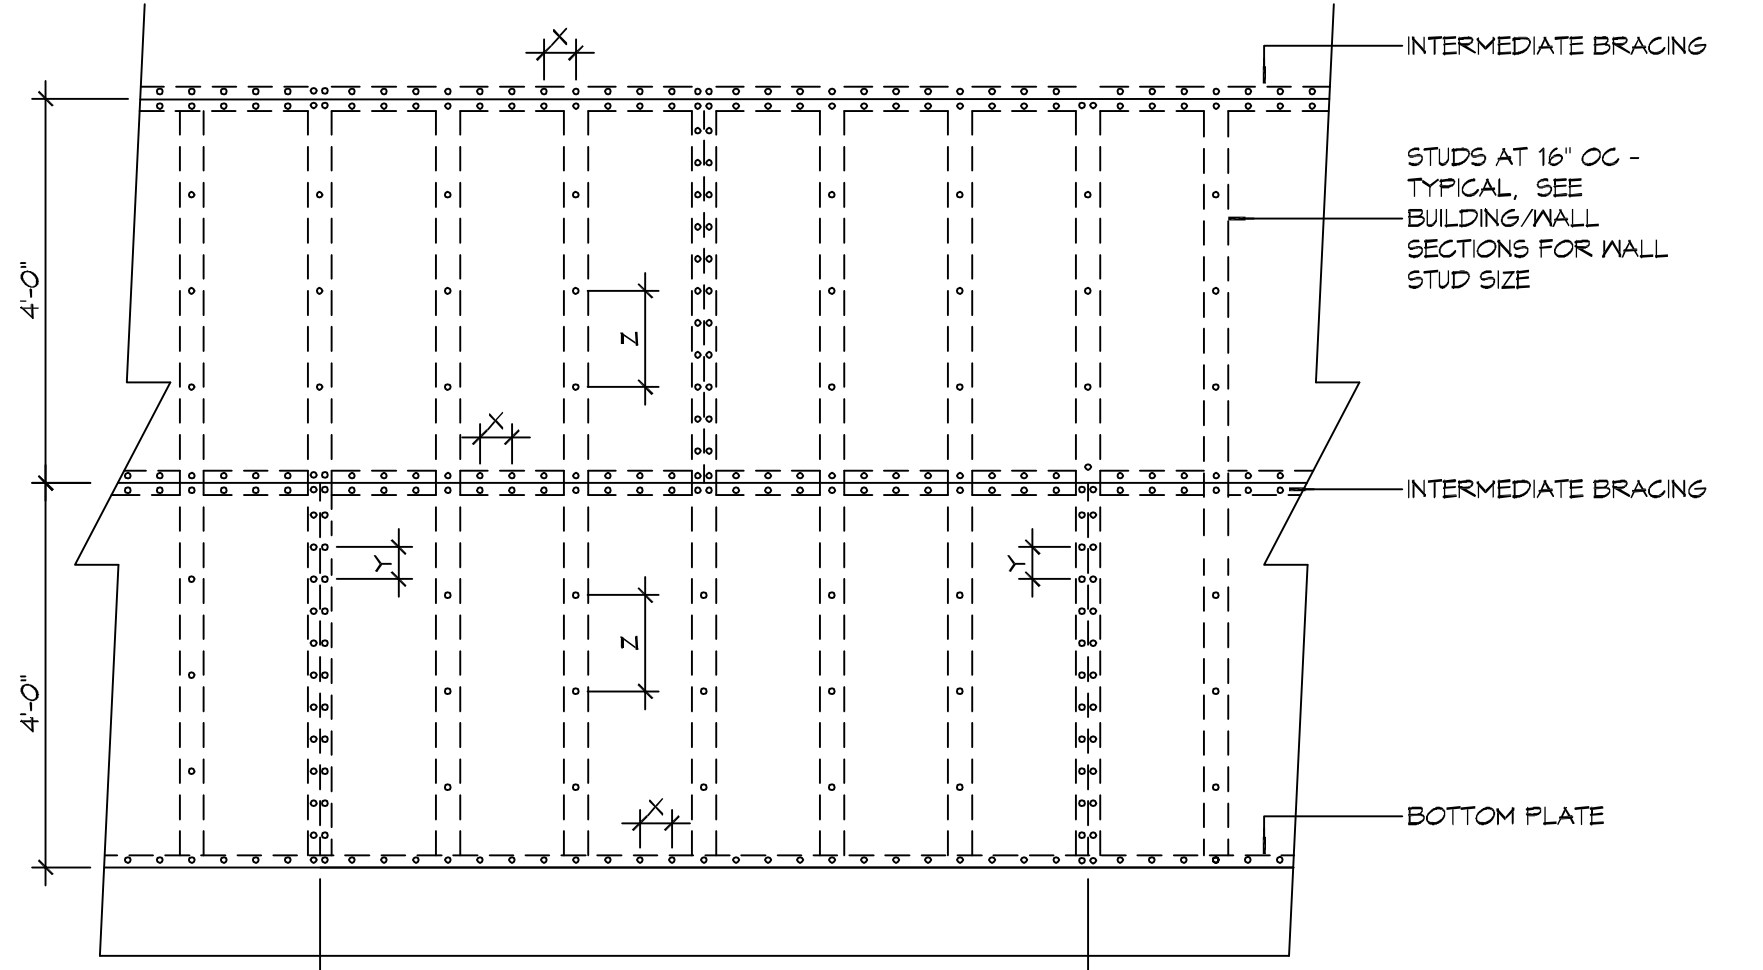 X
INTERMEDIATE BRACING
STUDS AT 16" OC -
TYPICAL, SEE
BUILDING/WALL
SECTIONS FOR WALL
STUD SIZE
4'-0"
Z
X
INTERMEDIATE BRACING
Y
Y
Z
4'-0"
X
BOTTOM PLATE